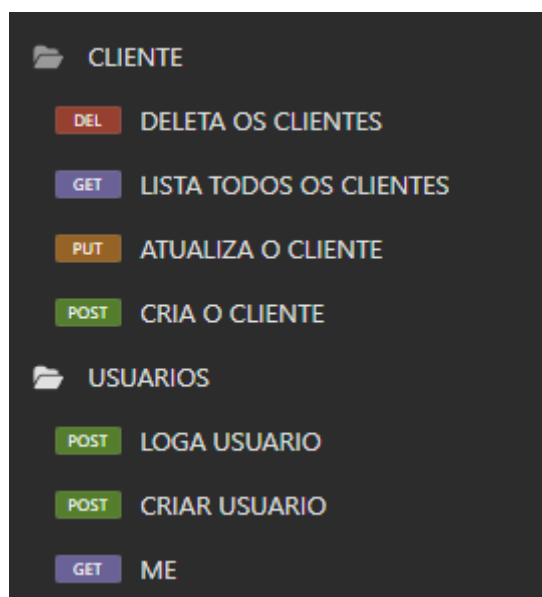 CLIENTE
DEL DELETA OS CLIENTES
GET LISTA TODOS OS CLIENTES
PUT ATUALIZA O CLIENTE
POST CRIA O CLIENTE
USUARIOS
POST LOGA USUARIO
POST CRIAR USUARIO
GET ME